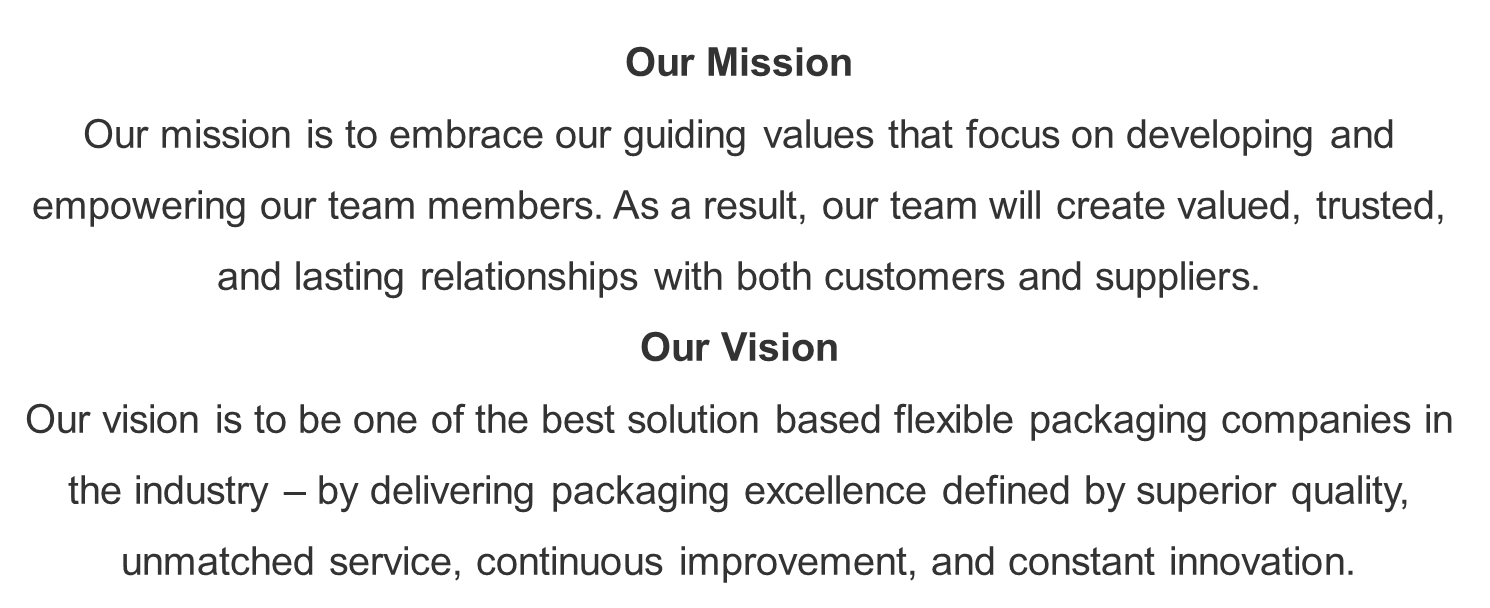 Our Mission
Our mission is to embrace our guiding values that focus on developing and
empowering our team members. As a result, our team will create valued, trusted,
and lasting relationships with both customers and suppliers.
Our Vision
Our vision is to be one of the best solution based flexible packaging companies in
the industry – by delivering packaging excellence defined by superior quality,
unmatched service, continuous improvement, and constant innovation.